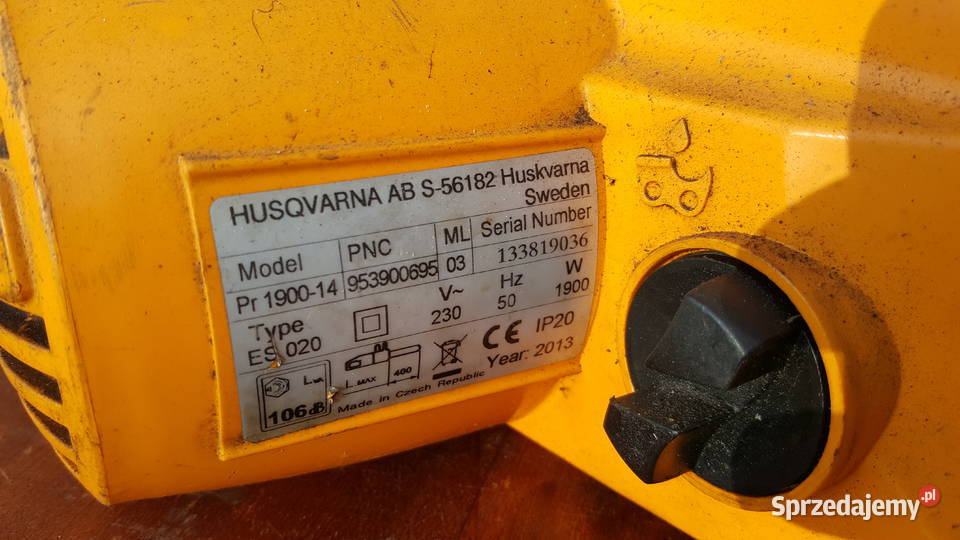 HUSQVARNA AB S-56182 Huskvarna
Sweden
Model PNC ML Serial Number
Pr 1900-14 953900695 03 133819036
Type V~ Hz W
ES 020 230 50 1900
CE IP20
L MAX 400
Year: 2013
106dB Made in Czech Republic
Sprzedajemy.pl